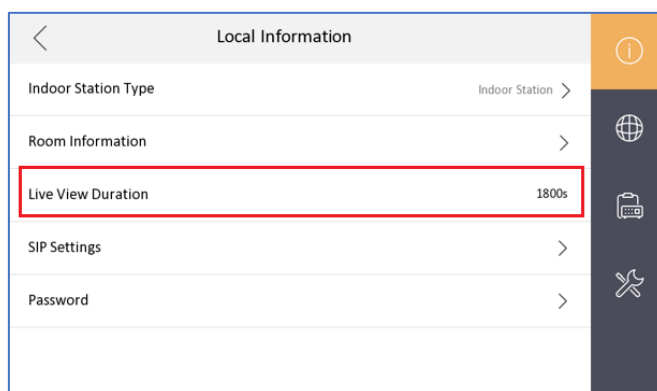 Local Information
Indoor Station Type Indoor Station
Room Information
Live View Duration 1800s
SIP Settings
Password